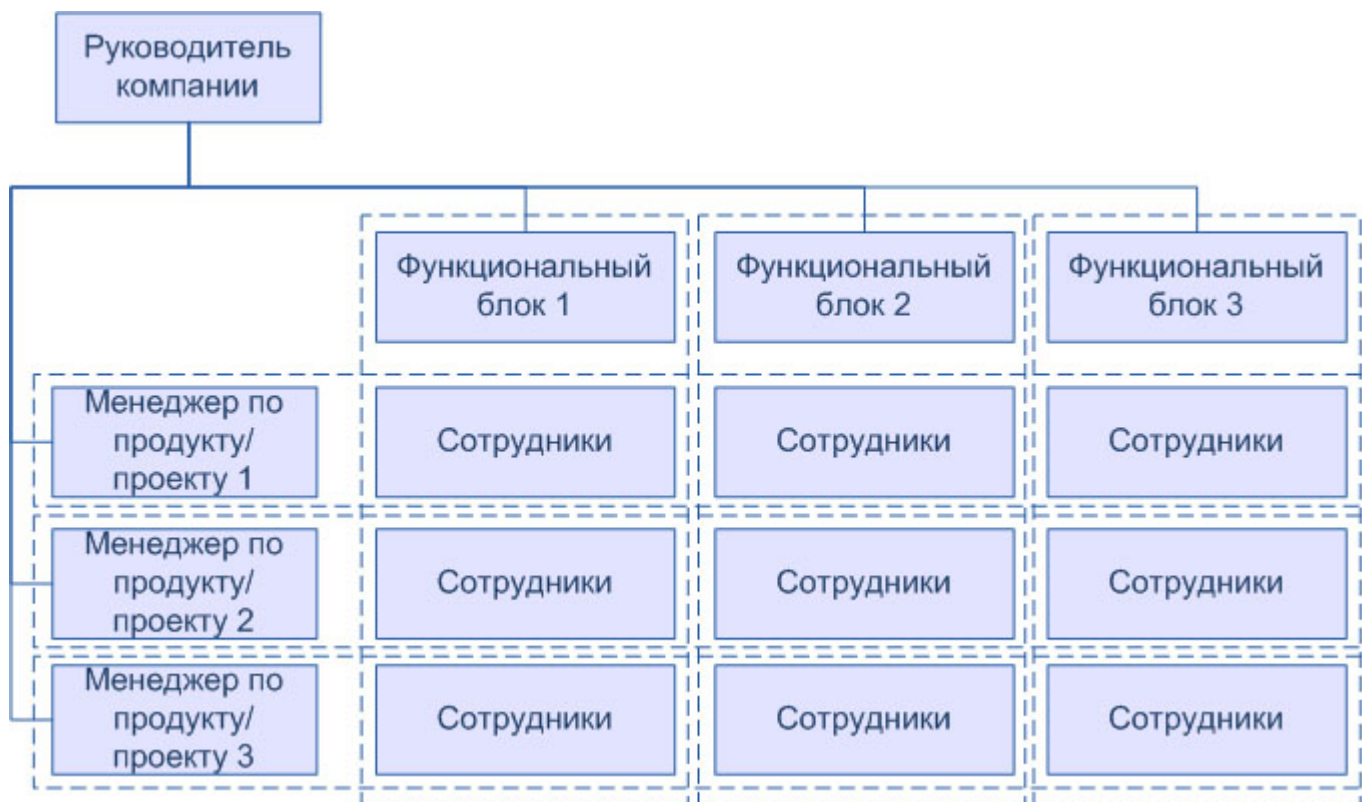 Руководитель
компании
Функциональный
блок 1
Функциональный
блок 2
Функциональный
блок 3
Менеджер по
продукту/
проекту 1
Сотрудники
Сотрудники
Сотрудники
Менеджер по
продукту/
проекту 2
Сотрудники
Сотрудники
Сотрудники
Менеджер по
продукту/
проекту 3
Сотрудники
Сотрудники
Сотрудники